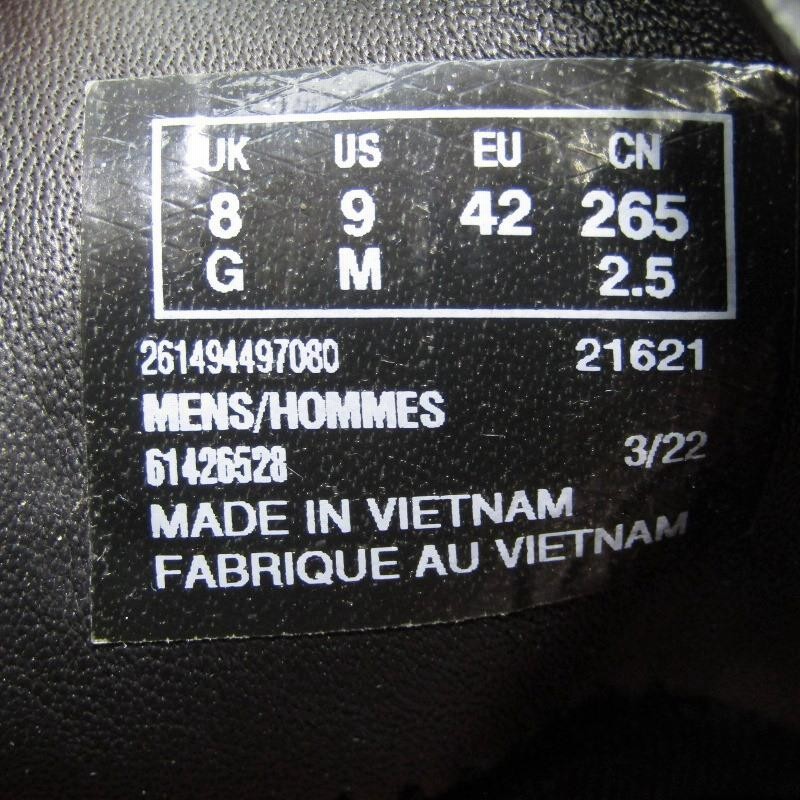 UK US EU CN
8 9 42 265
G M 2.5
261494497080 21621
MENS/HOMMES
61426528 3/22
MADE IN VIETNAM
FABRIQUE AU VIETNAM